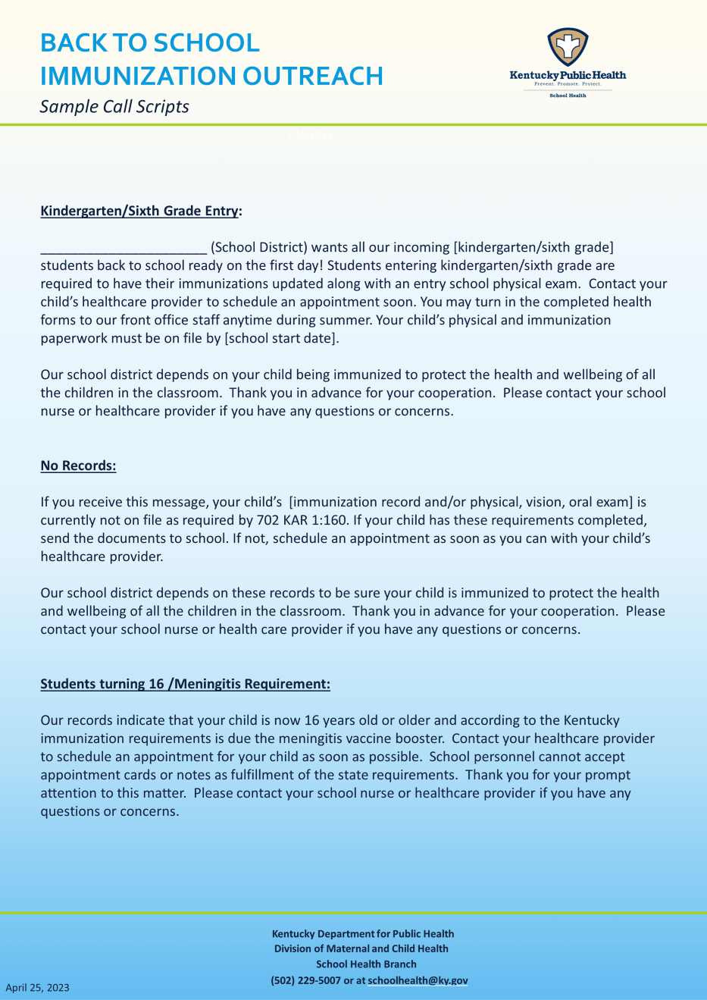 BACK TO SCHOOL
IMMUNIZATION OUTREACH
Sample Call Scripts
Kentucky Public Health
Prevent. Promote. Protect.
School Health
2.15.2023
Kindergarten/Sixth Grade Entry:
______________________ (School District) wants all our incoming [kindergarten/sixth grade]
students back to school ready on the first day! Students entering kindergarten/sixth grade are
required to have their immunizations updated along with an entry school physical exam.  Contact your
child’s healthcare provider to schedule an appointment soon. You may turn in the completed health
forms to our front office staff anytime during summer. Your child’s physical and immunization
paperwork must be on file by [school start date].
Our school district depends on your child being immunized to protect the health and wellbeing of all
the children in the classroom.  Thank you in advance for your cooperation.  Please contact your school
nurse or healthcare provider if you have any questions or concerns.
No Records:
If you receive this message, your child’s  [immunization record and/or physical, vision, oral exam] is
currently not on file as required by 702 KAR 1:160. If your child has these requirements completed,
send the documents to school. If not, schedule an appointment as soon as you can with your child’s
healthcare provider.
Our school district depends on these records to be sure your child is immunized to protect the health
and wellbeing of all the children in the classroom.  Thank you in advance for your cooperation.  Please
contact your school nurse or health care provider if you have any questions or concerns.
Students turning 16 /Meningitis Requirement:
Our records indicate that your child is now 16 years old or older and according to the Kentucky
immunization requirements is due the meningitis vaccine booster.  Contact your healthcare provider
to schedule an appointment for your child as soon as possible.  School personnel cannot accept
appointment cards or notes as fulfillment of the state requirements.  Thank you for your prompt
attention to this matter.  Please contact your school nurse or healthcare provider if you have any
questions or concerns.
Kentucky Department for Public Health
Division of Maternal and Child Health
School Health Branch
(502) 229-5007 or at schoolhealth@ky.gov
April 25, 2023